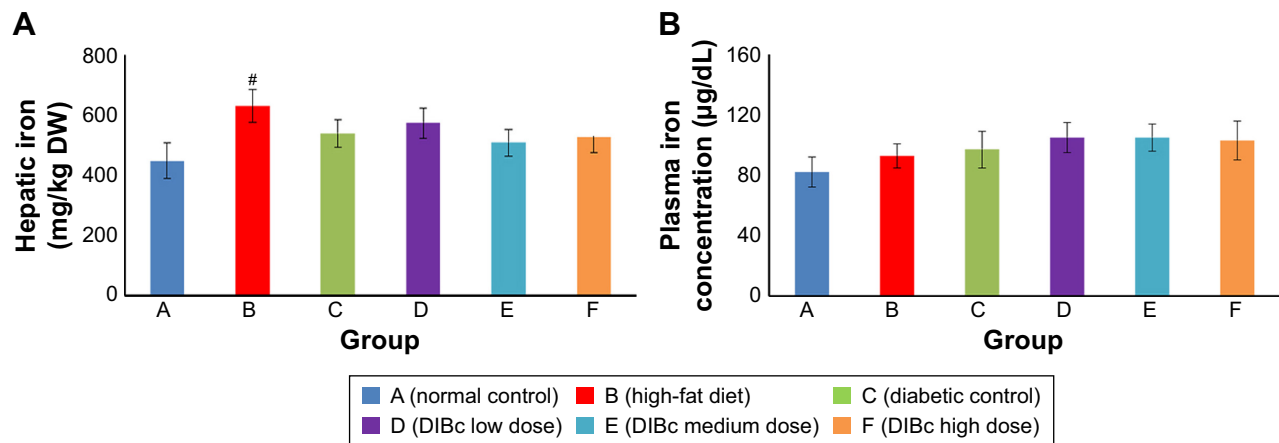 A
Hepatic iron
(mg/kg DW)
800
600
400
200
0
#
A B C D E F
Group
B
Plasma iron
concentration (µg/dL)
160
120
80
40
0
A B C D E F
Group
A (normal control) B (high-fat diet) C (diabetic control)
D (DIBc low dose) E (DIBc medium dose) F (DIBc high dose)